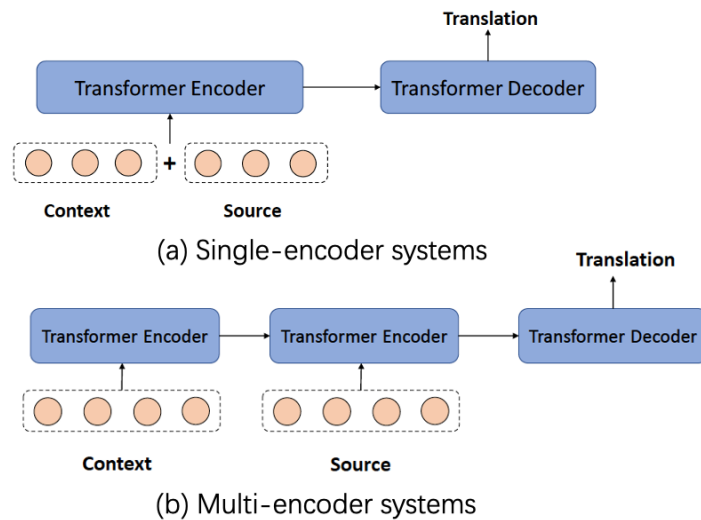 Translation
Transformer Encoder
Transformer Decoder
+
Context
Source
(a) Single-encoder systems
Translation
Transformer Encoder
Transformer Encoder
Transformer Decoder
Context
Source
(b) Multi-encoder systems